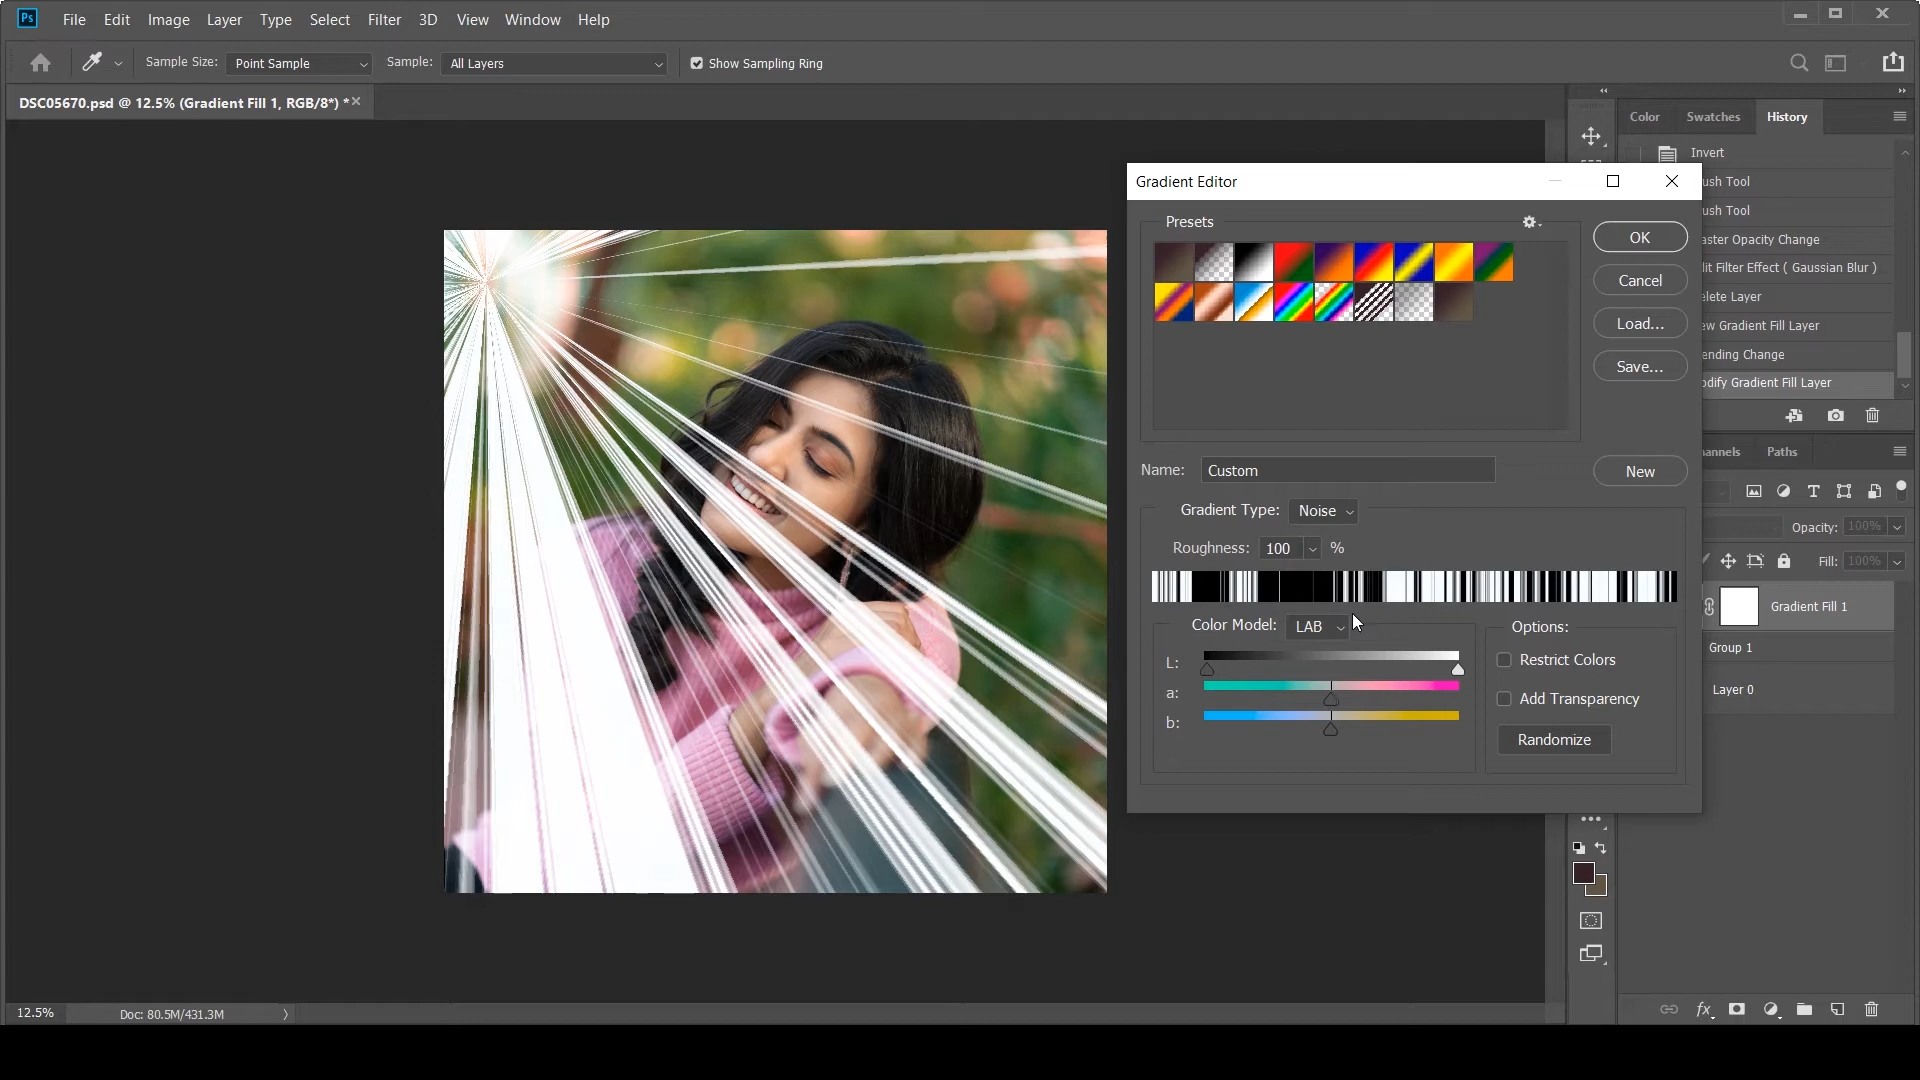 Ps File Edit Image Layer Type Select Filter 3D View Window Help
Sample Size: Point Sample Sample: All Layers Show Sampling Ring
DSC05670.psd @ 12.5% (Gradient Fill 1, RGB/8*) *
Color Swatches History
Invert
ush Tool
ush Tool
aster Opacity Change
dit Filter Effect ( Gaussian Blur )
elete Layer
ew Gradient Fill Layer
ending Change
odify Gradient Fill Layer
Gradient Editor
Presets
OK
Cancel
Load...
Save...
Name: Custom
New
Gradient Type: Noise
Roughness: 100 %
Color Model: LAB
L:
a:
b:
Options:
Restrict Colors
Add Transparency
Randomize
hannels Paths
Opacity: 100%
Fill: 100%
Gradient Fill 1
Group 1
Layer 0
12.5% Doc: 80.5M/431.3M